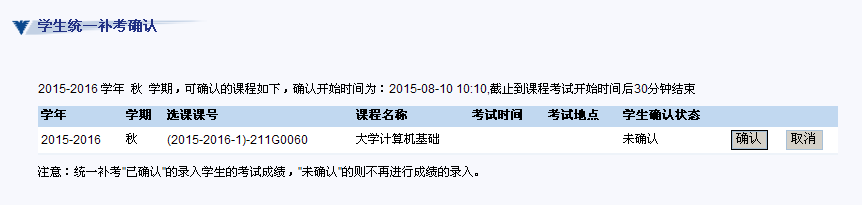 学生统一补考确认
2015-2016 学年 秋 学期，可确认的课程如下，确认开始时间为：2015-08-10 10:10,截止到课程考试开始时间后30分钟结束
学年 学期 选课课号 课程名称 考试时间 考试地点 学生确认状态
2015-2016 秋 (2015-2016-1)-211G0060 大学计算机基础 未确认 确认 取消
注意：统一补考"已确认"的录入学生的考试成绩，"未确认"的则不再进行成绩的录入。